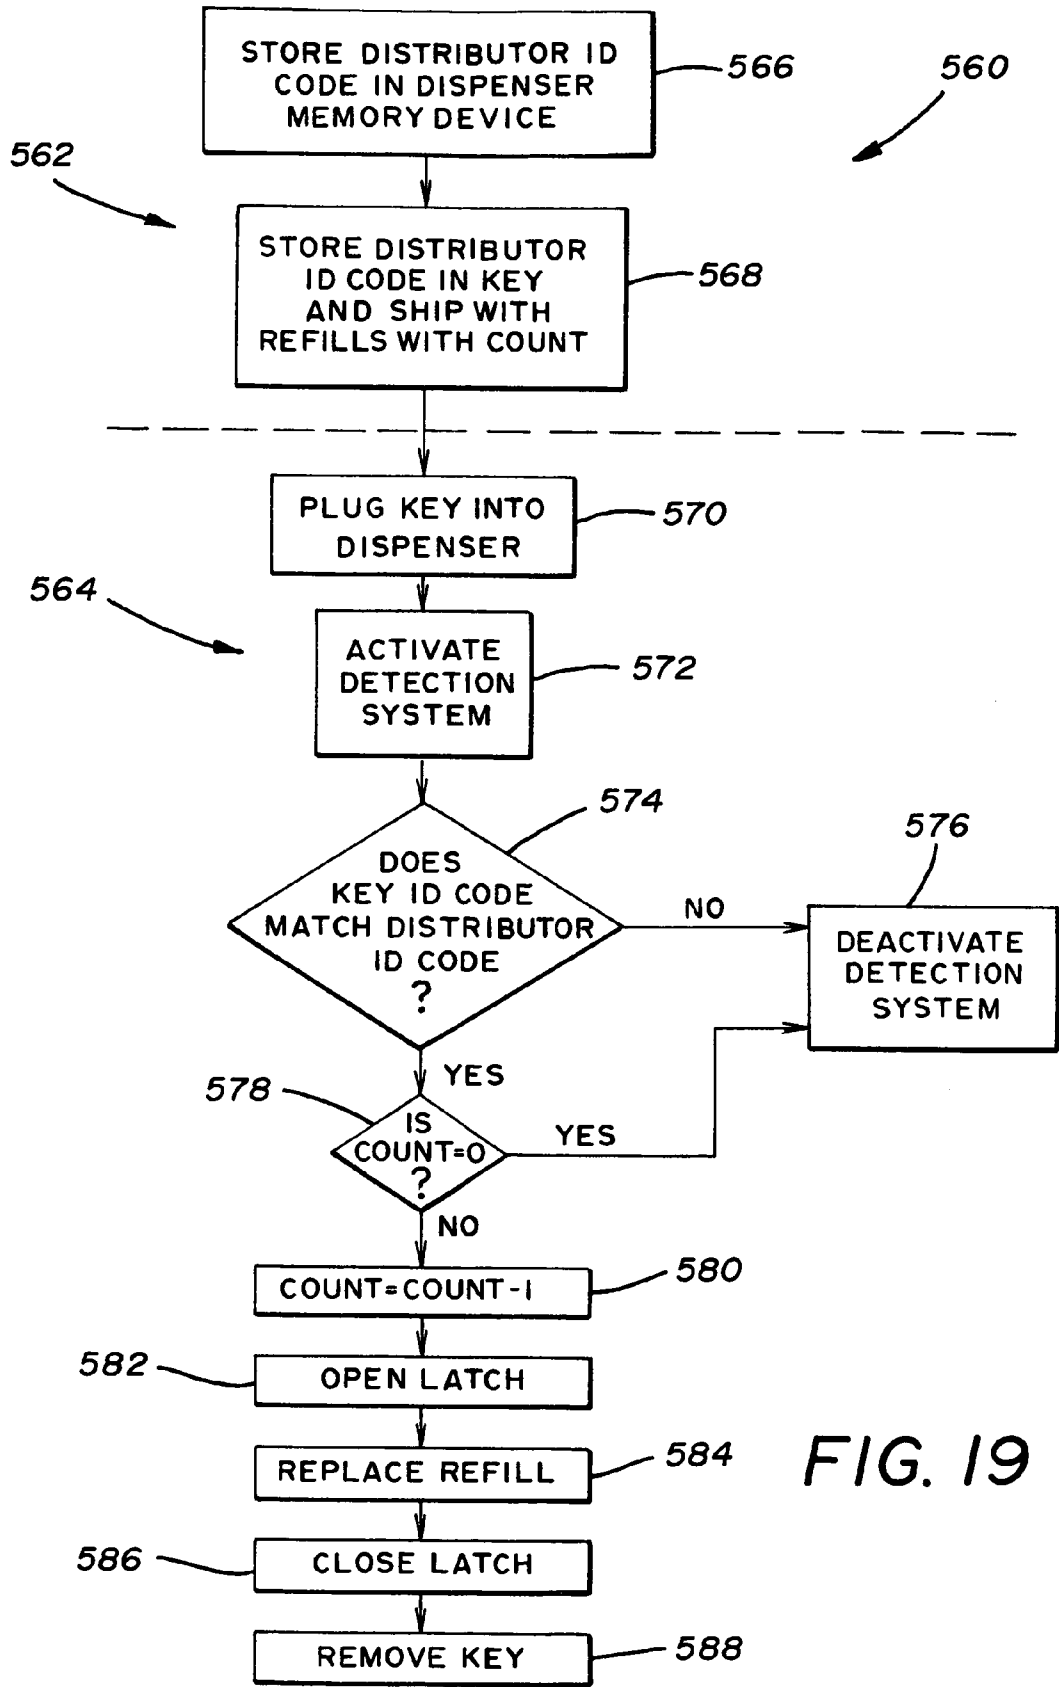 STORE DISTRIBUTOR ID
CODE IN DISPENSER
MEMORY DEVICE
566
560
562
STORE DISTRIBUTOR
ID CODE IN KEY
AND SHIP WITH
REFILLS WITH COUNT
568
PLUG KEY INTO
DISPENSER
570
564
ACTIVATE
DETECTION
SYSTEM
572
574
DOES
KEY ID CODE
MATCH DISTRIBUTOR
ID CODE
?
NO
576
DEACTIVATE
DETECTION
SYSTEM
YES
578
IS
COUNT=0
?
YES
NO
COUNT=COUNT-1
580
582
OPEN LATCH
REPLACE REFILL
584
FIG. 19
586
CLOSE LATCH
REMOVE KEY
588